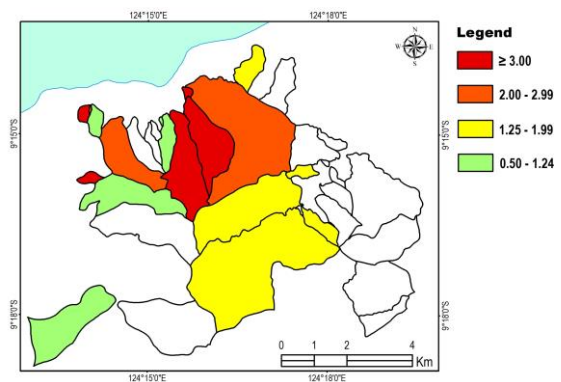 124°15'0"E 124°18'0"E
Legend
N
W E
S
≥ 3.00
2.00 - 2.99
1.25 - 1.99
0.50 - 1.24
9°15'0"S 9°15'0"S
9°18'0"S 9°18'0"S
0 1 2 4
Km
124°15'0"E 124°18'0"E